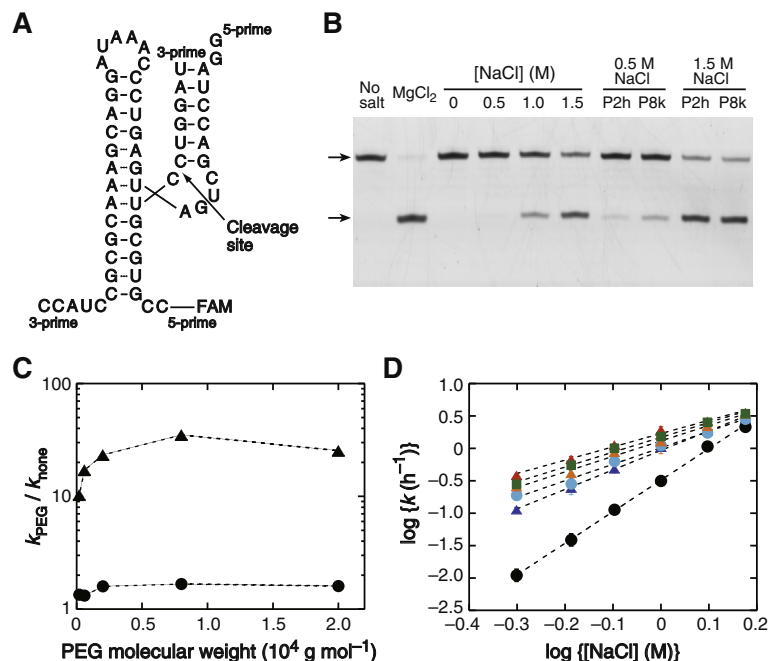 A
UAAAC
A
G
G
A
C
G
A
A
A
C
G
C
G
C
C
C
U
G
A
G
U
U
G
C
G
U
G
3-prime
5-prime
G
G
U
A
G
G
U
C
C
A
U
C
C
A
G
C
U
G
A
Cleavage
site
CCAUC
CC—FAM
3-prime
5-prime
B
No
salt
MgCl2
[NaCl] (M)
0.5 M
NaCl
1.5 M
NaCl
0 0.5 1.0 1.5 P2h P8k P2h P8k
C
kPEG / knone
100
10
1
0 0.5 1.0 1.5 2.0
PEG molecular weight (10⁴ g mol⁻¹)
D
log {k (h⁻¹)}
1.0
0.5
0
−0.5
−1.0
−1.5
−2.0
−2.5
−0.4 −0.3 −0.2 −0.1 0 0.1 0.2
log {[NaCl] (M)}